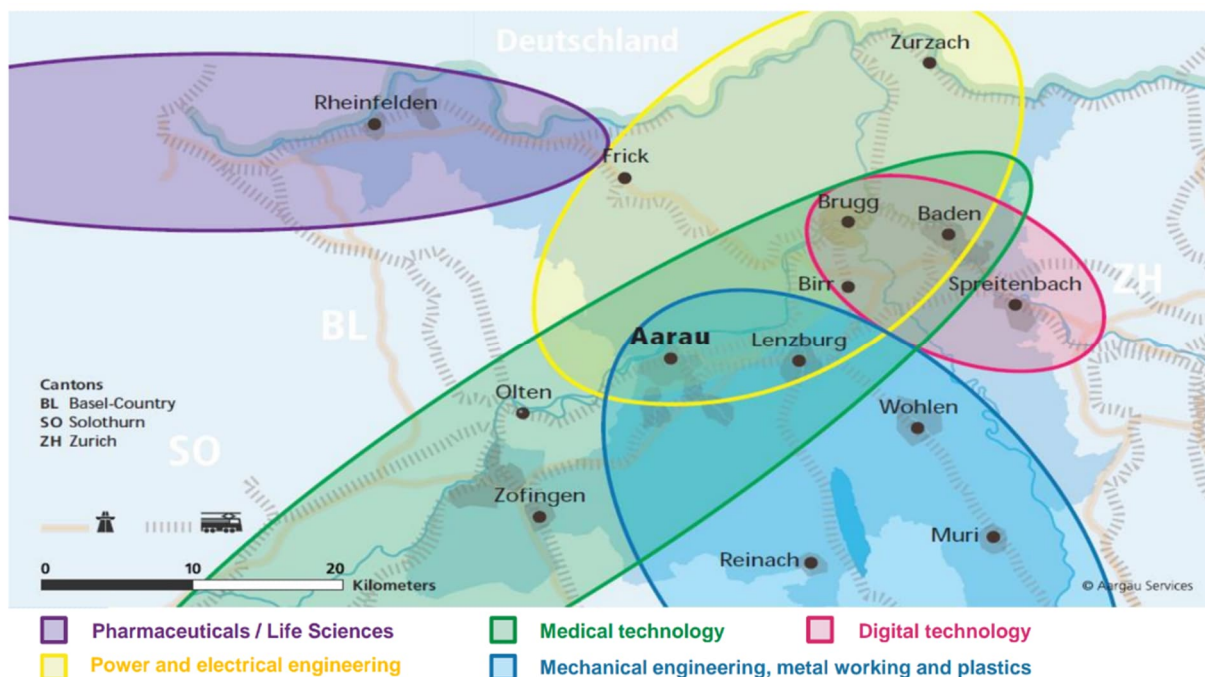 Deutschland
Zurzach
Rheinfelden
Frick
Brugg
Baden
Birr
Spreitenbach
ZH
BL
Aarau
Lenzburg
Cantons
BL Basel-Country
SO Solothurn
ZH Zurich
Olten
Wohlen
SO
Zofingen
Muri
Reinach
0 10 20
Kilometers
© Aargau Services
Pharmaceuticals / Life Sciences
Medical technology
Digital technology
Power and electrical engineering
Mechanical engineering, metal working and plastics